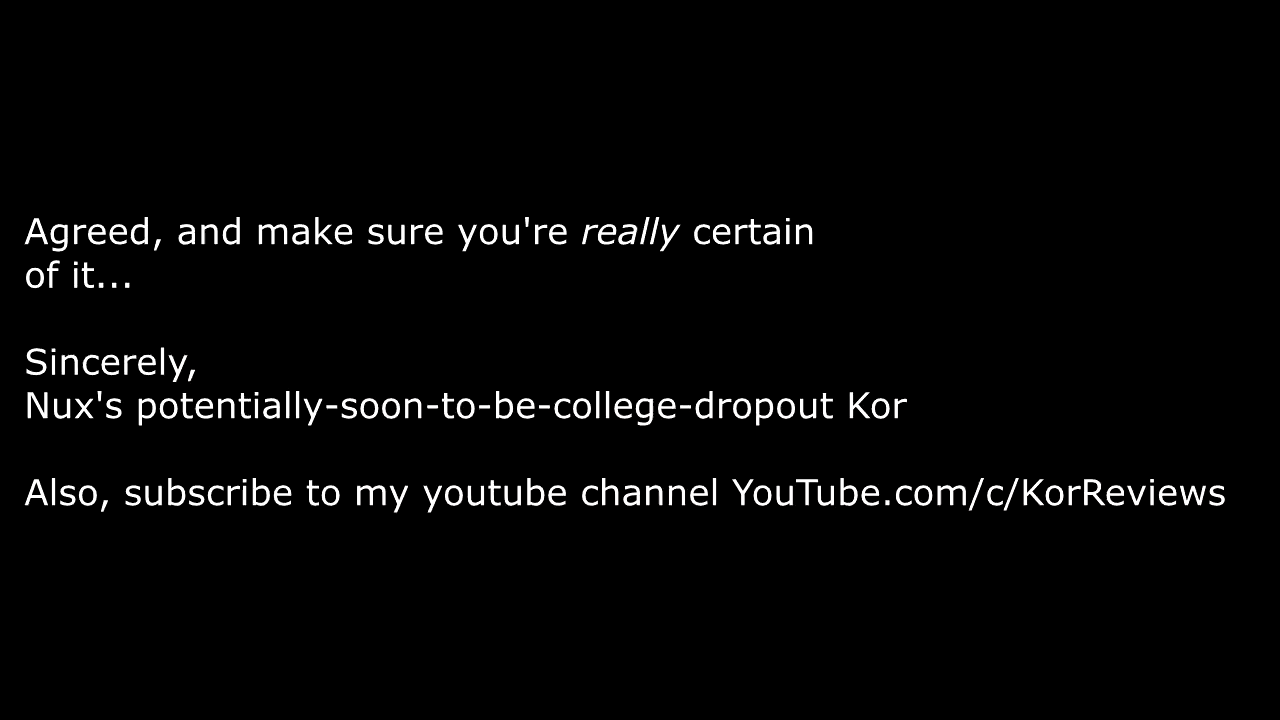 Agreed, and make sure you're really certain
of it...
Sincerely,
Nux's potentially-soon-to-be-college-dropout Kor
Also, subscribe to my youtube channel YouTube.com/c/KorReviews